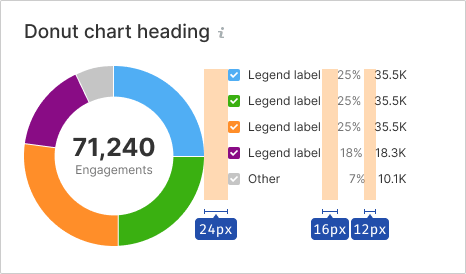 Donut chart heading i
71,240
Engagements
Legend label 25% 35.5K
Legend label 25% 35.5K
Legend label 25% 35.5K
Legend label 18% 18.3K
Other 7% 10.1K
24px 16px 12px